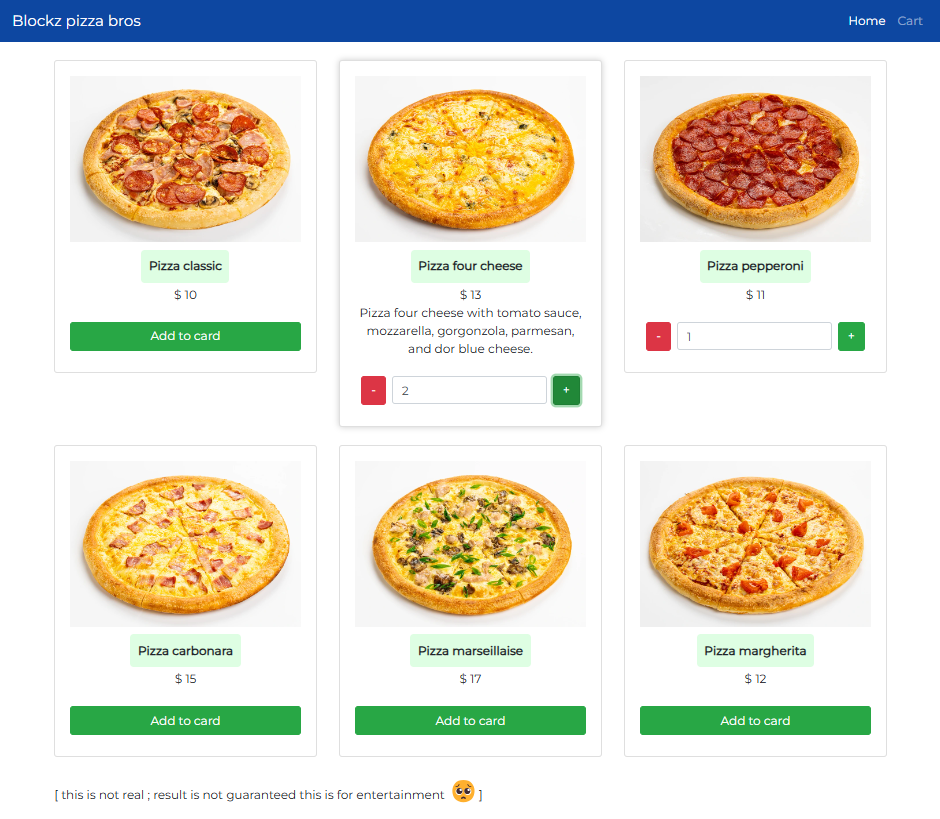 Blockz pizza bros
Home
Cart
Pizza classic
$ 10
Add to card
Pizza four cheese
$ 13
Pizza four cheese with tomato sauce,
mozzarella, gorgonzola, parmesan,
and dor blue cheese.
- 2 +
Pizza pepperoni
$ 11
- 1 +
Pizza carbonara
$ 15
Add to card
Pizza marseillaise
$ 17
Add to card
Pizza margherita
$ 12
Add to card
[ this is not real ; result is not guaranteed this is for entertainment 🥺 ]